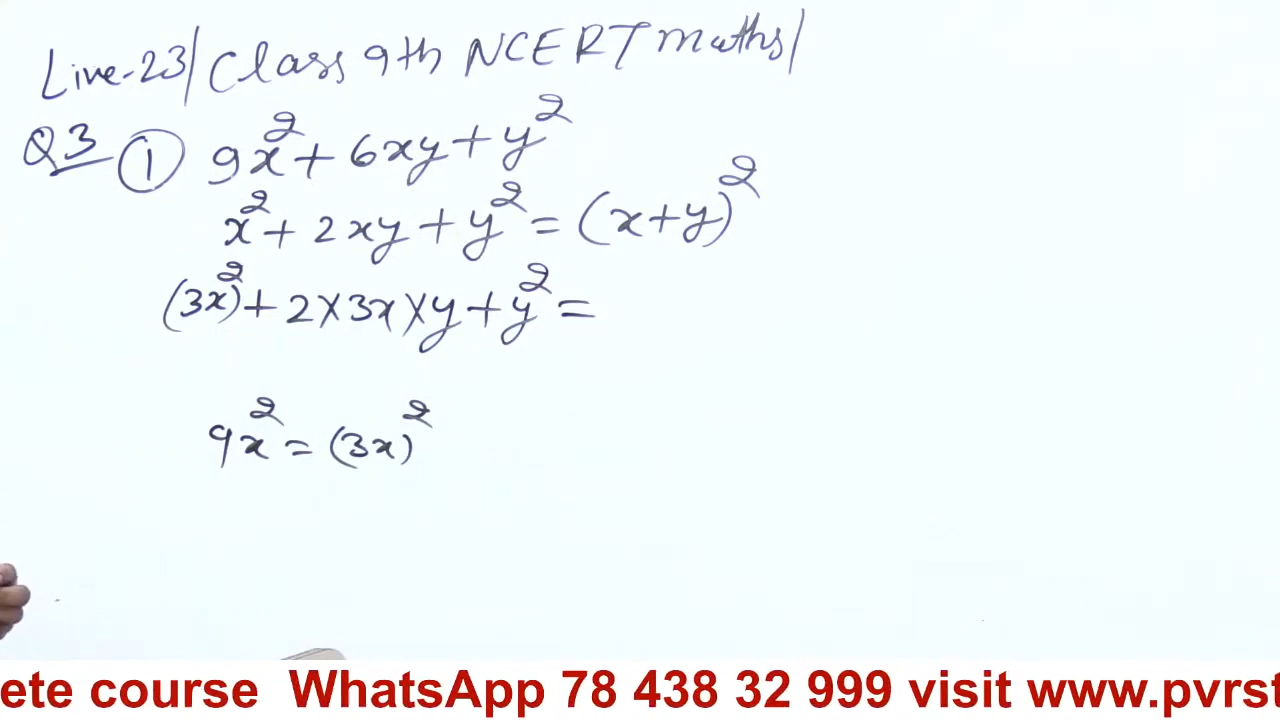 Live-23/Class 9th NCERT maths/
Q3 ① 9x² + 6xy + y²
x² + 2xy + y² = (x+y)²
(3x)² + 2×3x×y + y² =
9x² = (3x)²
ete course WhatsApp 78 438 32 999 visit www.pvrst